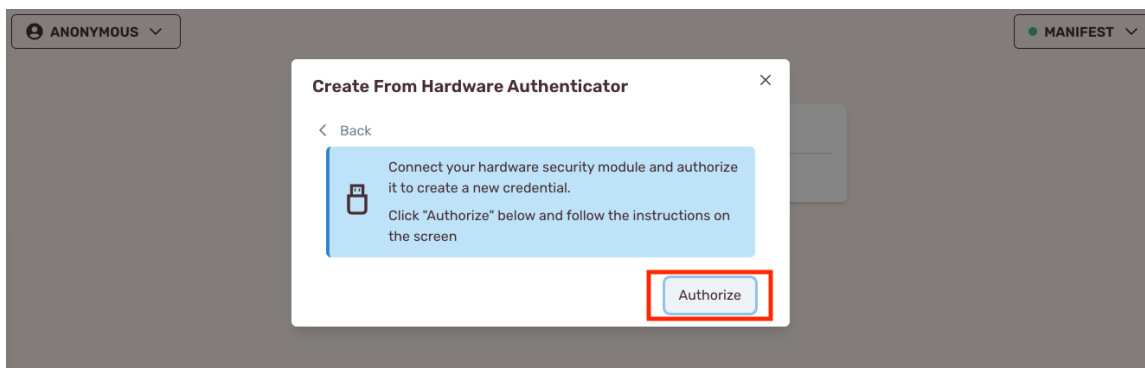 ANONYMOUS
MANIFEST
Create From Hardware Authenticator
Back
Connect your hardware security module and authorize
it to create a new credential.
Click "Authorize" below and follow the instructions on
the screen
Authorize